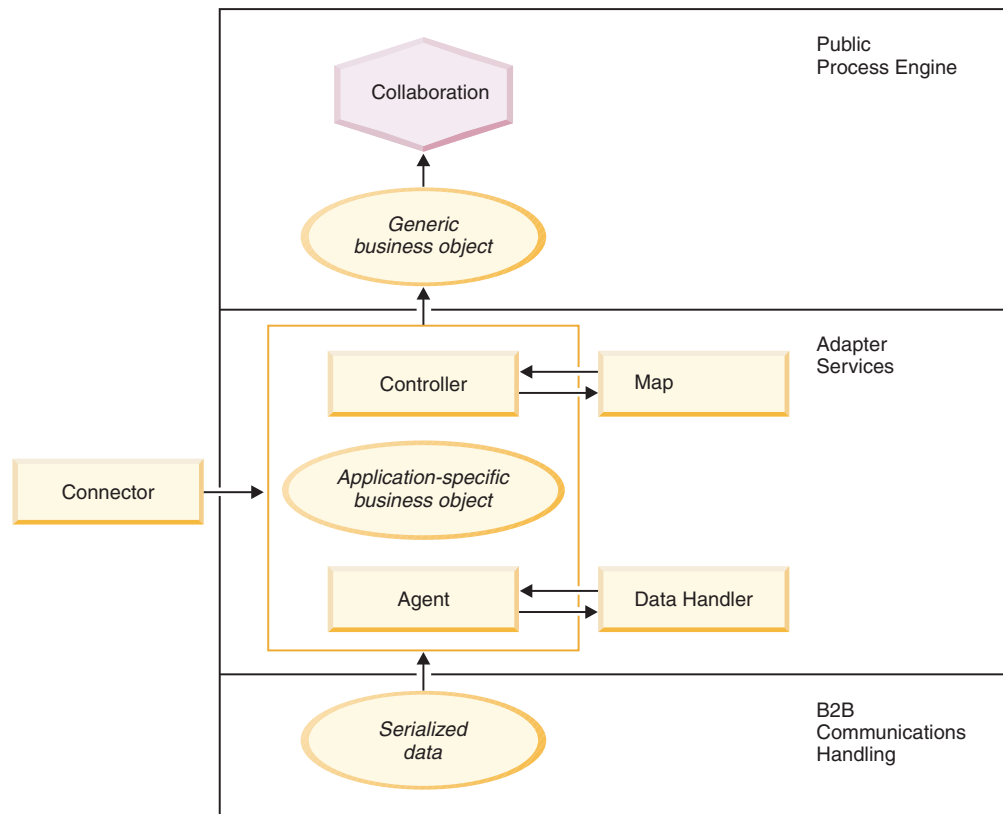 Public
Process Engine
Collaboration
Generic
business object
Adapter
Services
Controller
Map
Application-specific
business object
Connector
Agent
Data Handler
B2B
Communications
Handling
Serialized
data